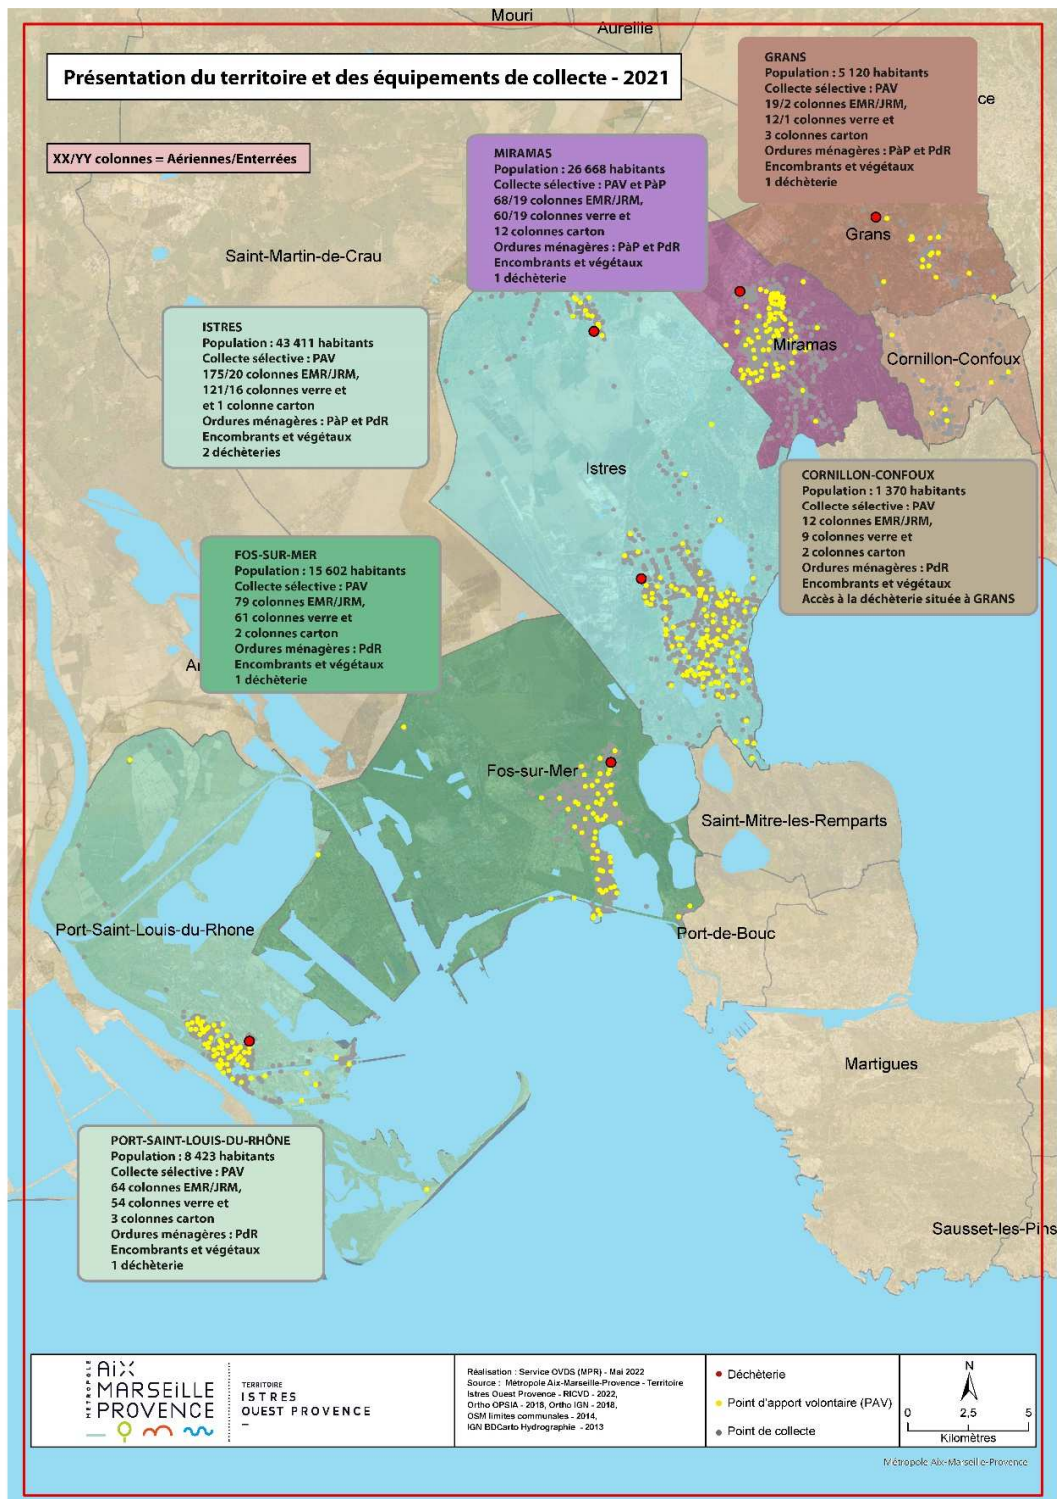 Mouri
Aureille
Présentation du territoire et des équipements de collecte - 2021
XX/YY colonnes = Aériennes/Enterrées
GRANS
Population : 5 120 habitants
Collecte sélective : PAV
19/2 colonnes EMR/JRM,
12/1 colonnes verre et
3 colonnes carton
Ordures ménagères : PàP et PdR
Encombrants et végétaux
1 déchèterie
ce
MIRAMAS
Population : 26 668 habitants
Collecte sélective : PAV et PàP
68/19 colonnes EMR/JRM,
60/19 colonnes verre et
12 colonnes carton
Ordures ménagères : PàP et PdR
Encombrants et végétaux
1 déchèterie
Grans
Saint-Martin-de-Crau
ISTRES
Population : 43 411 habitants
Collecte sélective : PAV
175/20 colonnes EMR/JRM,
121/16 colonnes verre et
et 1 colonne carton
Ordures ménagères : PàP et PdR
Encombrants et végétaux
2 déchèteries
Miramas
Cornillon-Confoux
Istres
CORNILLON-CONFOUX
Population : 1 370 habitants
Collecte sélective : PAV
12 colonnes EMR/JRM,
9 colonnes verre et
2 colonnes carton
Ordures ménagères : PdR
Encombrants et végétaux
Accès à la déchèterie située à GRANS
FOS-SUR-MER
Population : 15 602 habitants
Collecte sélective : PAV
79 colonnes EMR/JRM,
61 colonnes verre et
2 colonnes carton
Ordures ménagères : PdR
Encombrants et végétaux
1 déchèterie
Fos-sur-Mer
Saint-Mitre-les-Remparts
Port-Saint-Louis-du-Rhone
Port-de-Bouc
Martigues
PORT-SAINT-LOUIS-DU-RHÔNE
Population : 8 423 habitants
Collecte sélective : PAV
64 colonnes EMR/JRM,
54 colonnes verre et
3 colonnes carton
Ordures ménagères : PdR
Encombrants et végétaux
1 déchèterie
Sausset-les-Pins
MÉTROPOLE
AiX
MARSEiLLE
PROVENCE
TERRITOIRE
ISTRES
OUEST PROVENCE
Réalisation : Service OVDS (MPR) - Mai 2022
Source : Métropole Aix-Marseille-Provence - Territoire
Istres Ouest Provence - RICVD - 2022,
Ortho OPSIA - 2018, Ortho IGN - 2018,
OSM limites communales - 2014,
IGN BDCarto Hydrographie - 2013
Déchèterie
Point d'apport volontaire (PAV)
Point de collecte
N
0 2,5 5
Kilomètres
Métropole Aix-Marseille-Provence